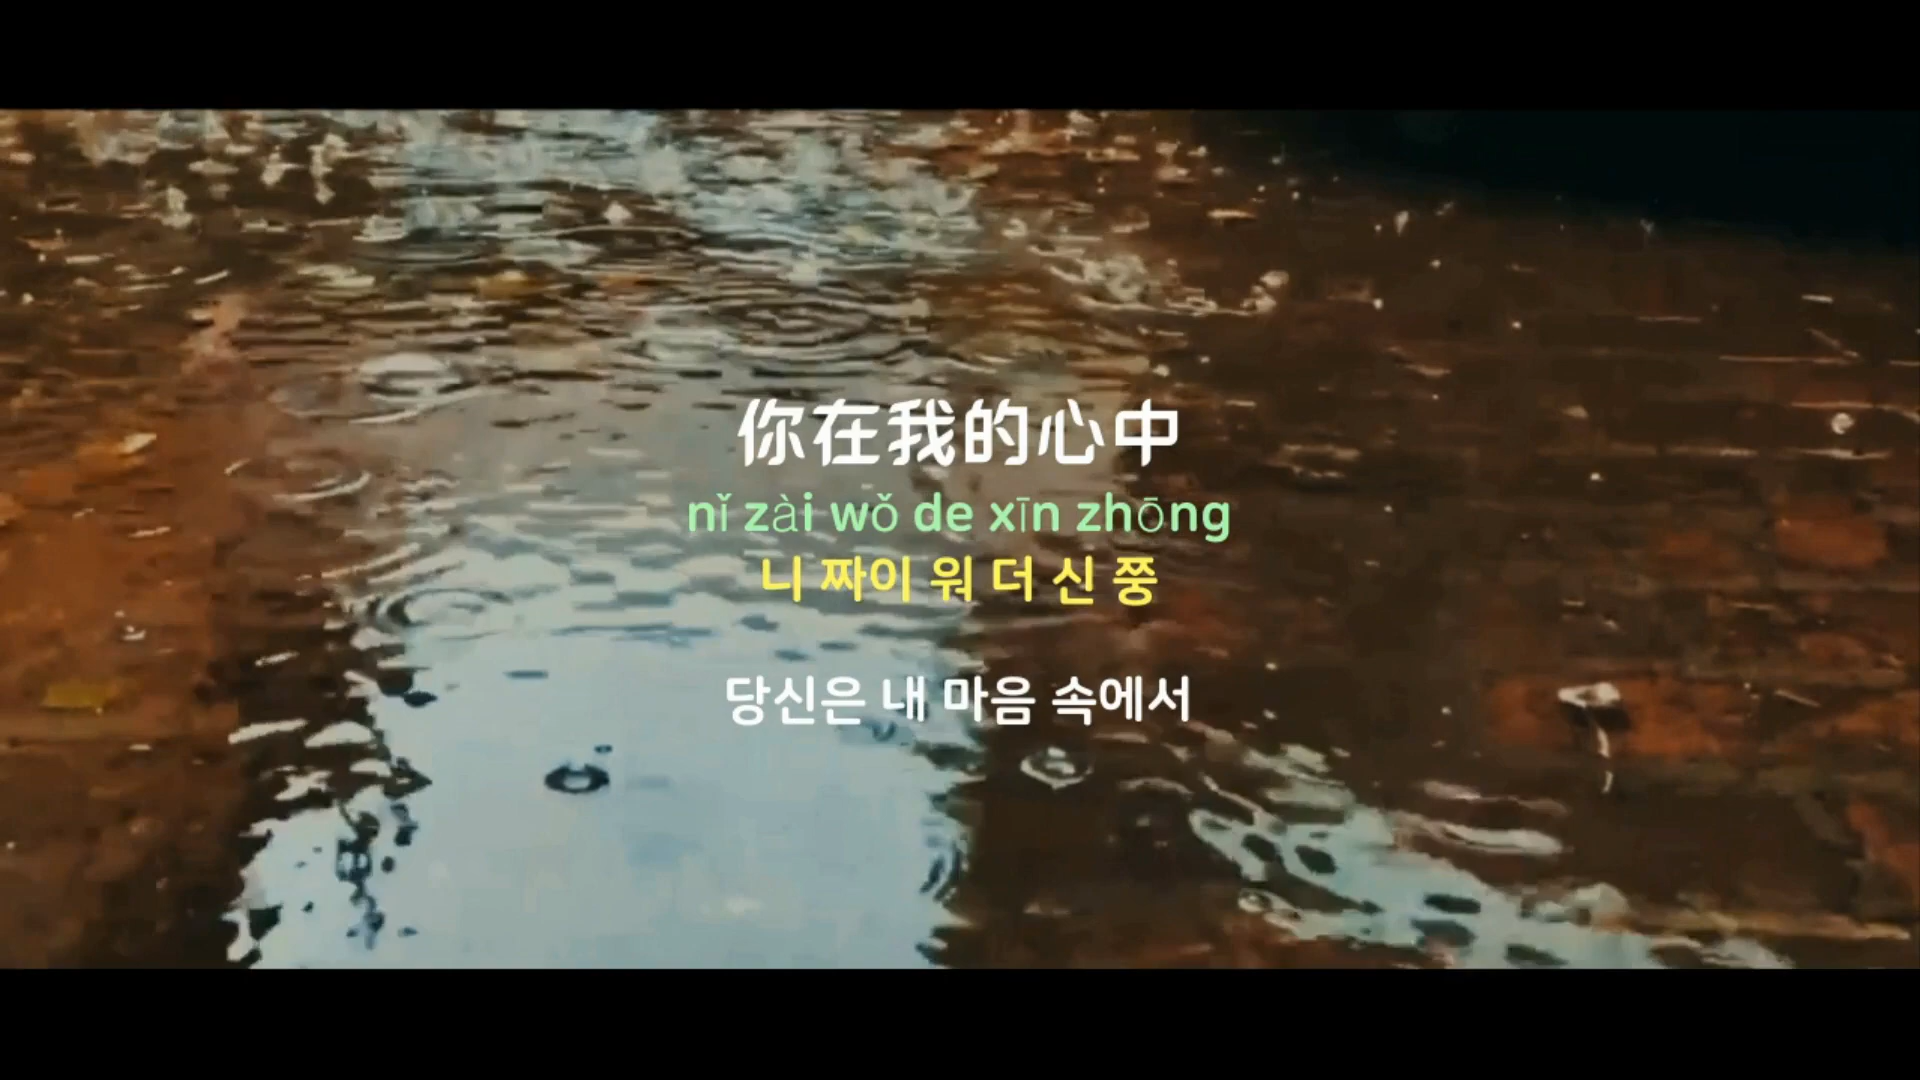 你在我的心中
nǐ zài wǒ de xīn zhōng
니 짜이 워 더 신 쭝
당신은 내 마음 속에서